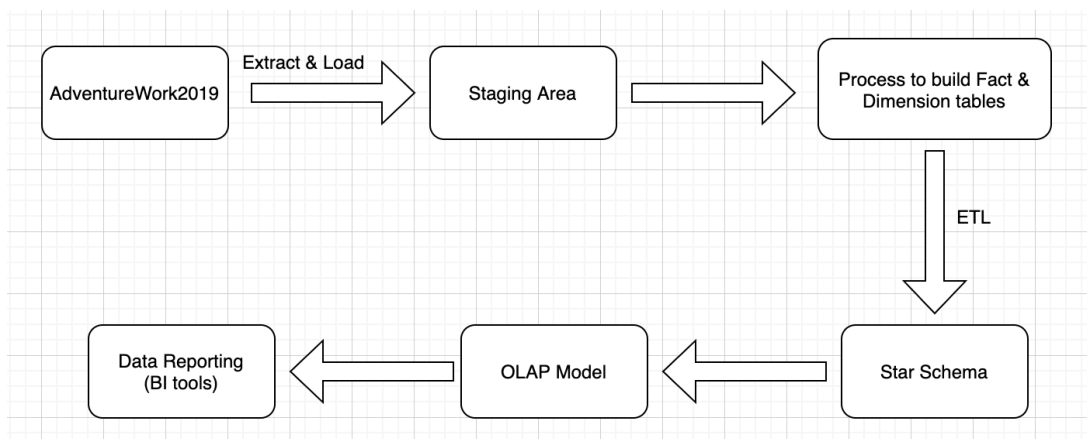 AdventureWork2019
Extract & Load
Staging Area
Process to build Fact &
Dimension tables
ETL
Star Schema
OLAP Model
Data Reporting
(BI tools)